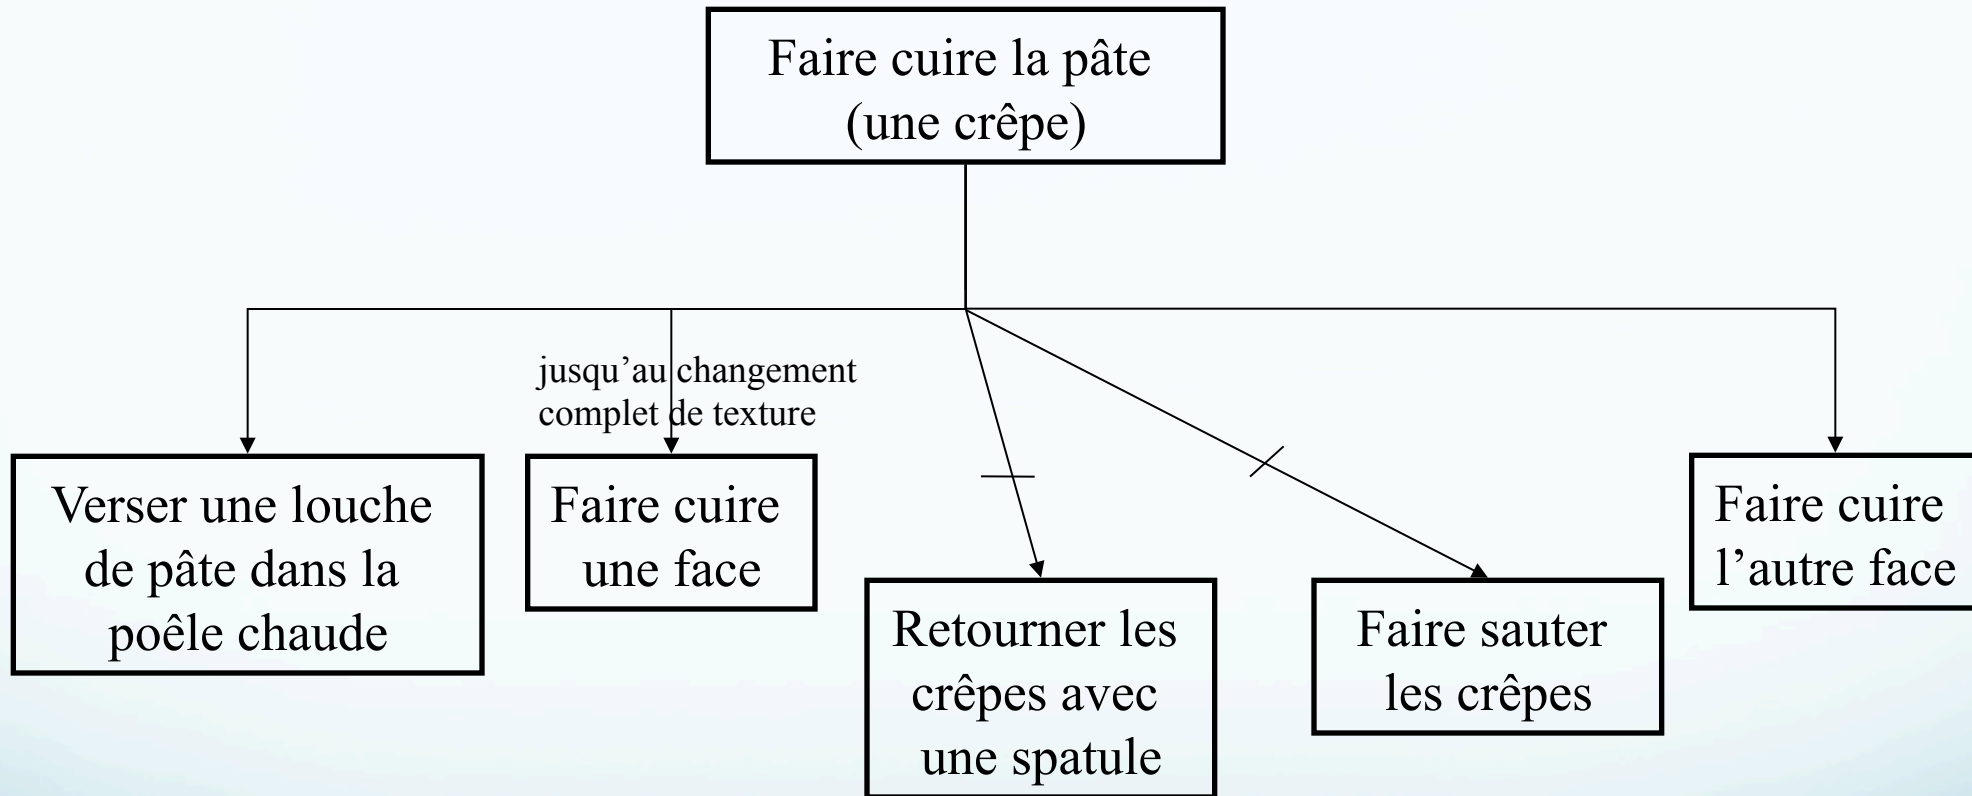 Faire cuire la pâte
(une crêpe)
jusqu’au changement
complet de texture
Verser une louche
de pâte dans la
poêle chaude
Faire cuire
une face
Retourner les
crêpes avec
une spatule
Faire sauter
les crêpes
Faire cuire
l’autre face